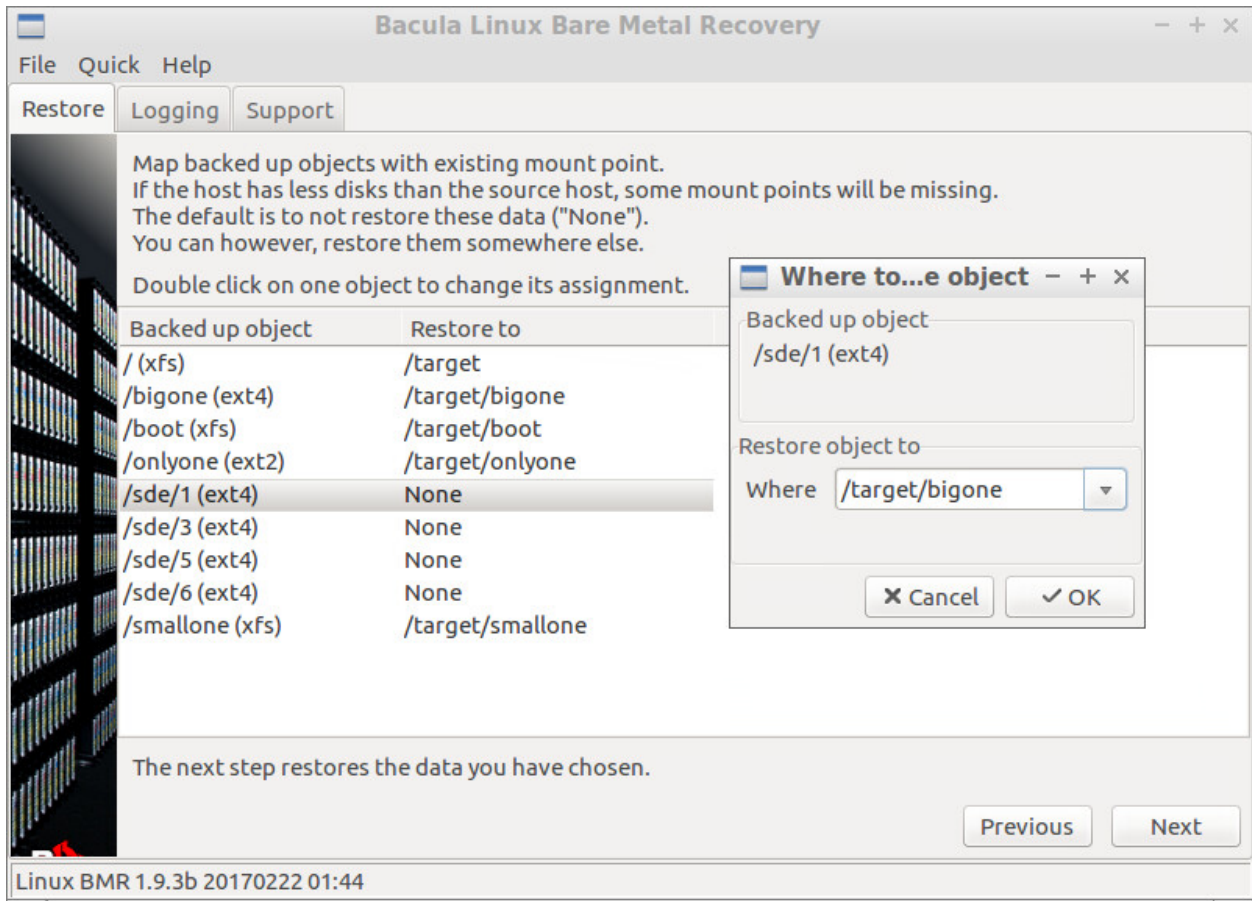 Bacula Linux Bare Metal Recovery
File Quick Help
Restore Logging Support
Map backed up objects with existing mount point.
If the host has less disks than the source host, some mount points will be missing.
The default is to not restore these data ("None").
You can however, restore them somewhere else.
Double click on one object to change its assignment.
Backed up object Restore to
/ (xfs) /target
/bigone (ext4) /target/bigone
/boot (xfs) /target/boot
/onlyone (ext2) /target/onlyone
/sde/1 (ext4) None
/sde/3 (ext4) None
/sde/5 (ext4) None
/sde/6 (ext4) None
/smallone (xfs) /target/smallone
Where to...e object
Backed up object
/sde/1 (ext4)
Restore object to
Where /target/bigone
Cancel OK
The next step restores the data you have chosen.
Previous Next
Linux BMR 1.9.3b 20170222 01:44